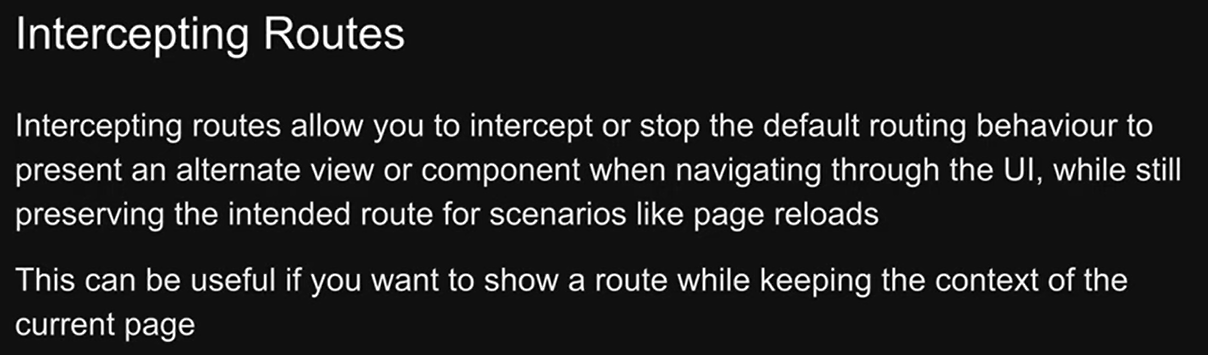 Intercepting Routes
Intercepting routes allow you to intercept or stop the default routing behaviour to
present an alternate view or component when navigating through the UI, while still
preserving the intended route for scenarios like page reloads
This can be useful if you want to show a route while keeping the context of the
current page